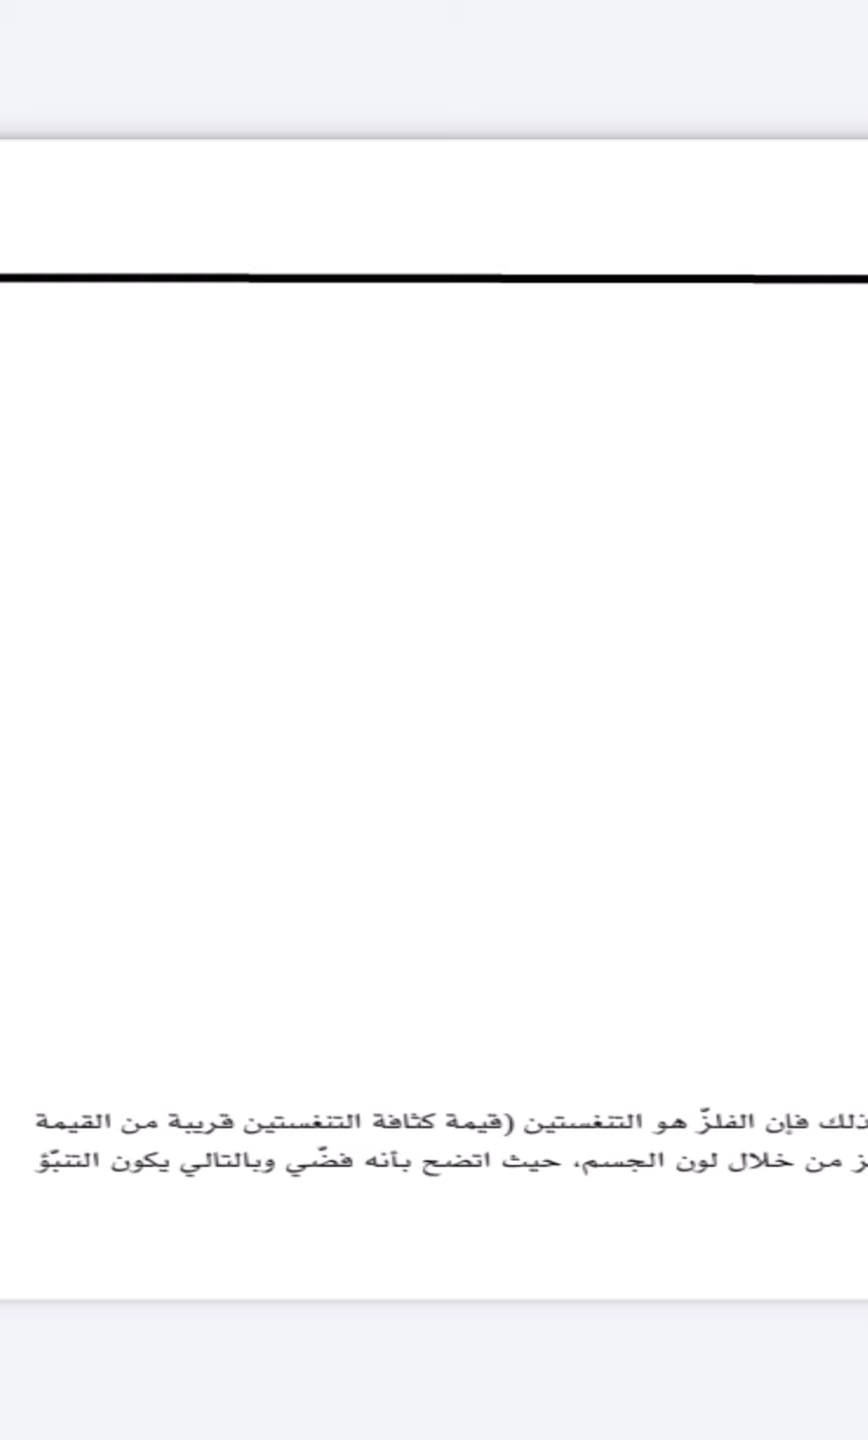 ذلك فإن الفلزّ هو التنغستين (قيمة كثافة التنغستين قريبة من القيمة
من خلال لون الجسم، حيث اتضح بأنه فضّي وبالتالي يكون التنبّؤ